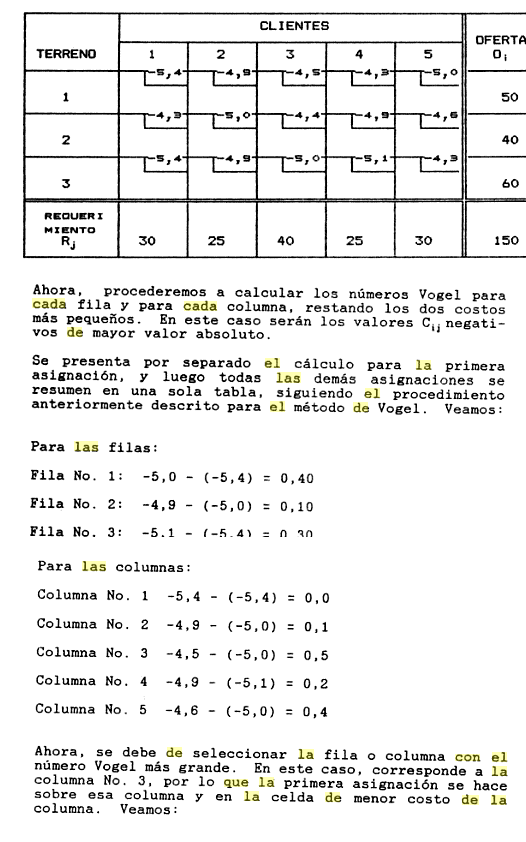 CLIENTES
OFERTA
TERRENO 1 2 3 4 5 Oi
-5,4 -4,9 -4,5 -4,3 -5,0
1 50
-4,3 -5,0 -4,4 -4,9 -4,6
2 40
-5,4 -4,9 -5,0 -5,1 -4,3
3 60
REQUERI
MIENTO
Rj 30 25 40 25 30 150
Ahora, procederemos a calcular los números Vogel para
cada fila y para cada columna, restando los dos costos
más pequeños. En este caso serán los valores Cij negati-
vos de mayor valor absoluto.
Se presenta por separado el cálculo para la primera
asignación, y luego todas las demás asignaciones se
resumen en una sola tabla, siguiendo el procedimiento
anteriormente descrito para el método de Vogel. Veamos:
Para las filas:
Fila No. 1: -5,0 - (-5,4) = 0,40
Fila No. 2: -4,9 - (-5,0) = 0,10
Fila No. 3: -5.1 - (-5.4) = 0 30
Para las columnas:
Columna No. 1 -5,4 - (-5,4) = 0,0
Columna No. 2 -4,9 - (-5,0) = 0,1
Columna No. 3 -4,5 - (-5,0) = 0,5
Columna No. 4 -4,9 - (-5,1) = 0,2
Columna No. 5 -4,6 - (-5,0) = 0,4
Ahora, se debe de seleccionar la fila o columna con el
número Vogel más grande. En este caso, corresponde a la
columna No. 3, por lo que la primera asignación se hace
sobre esa columna y en la celda de menor costo de la
columna. Veamos: